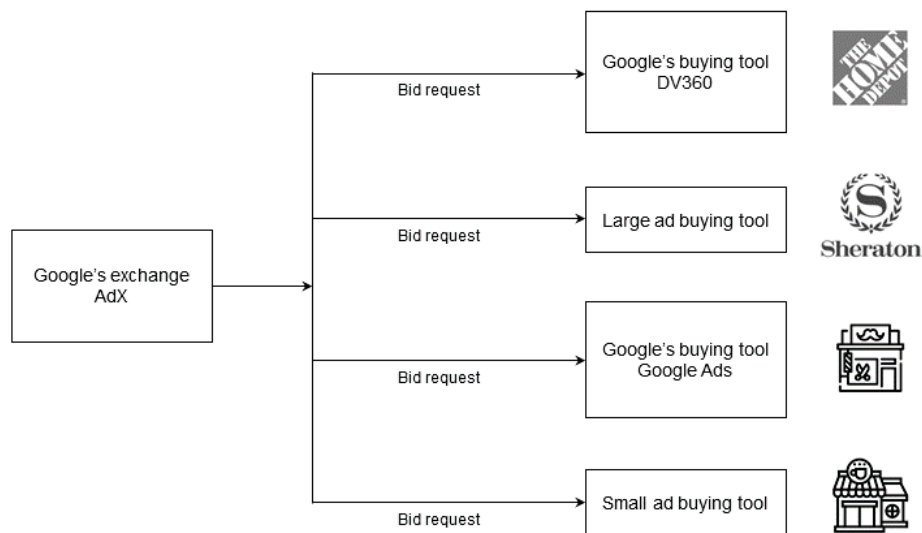 Google's buying tool
DV360
THE
HOME
DEPOT
Bid request
Large ad buying tool
S
Sheraton
Bid request
Google's exchange
AdX
Google's buying tool
Google Ads
Bid request
Small ad buying tool
Bid request